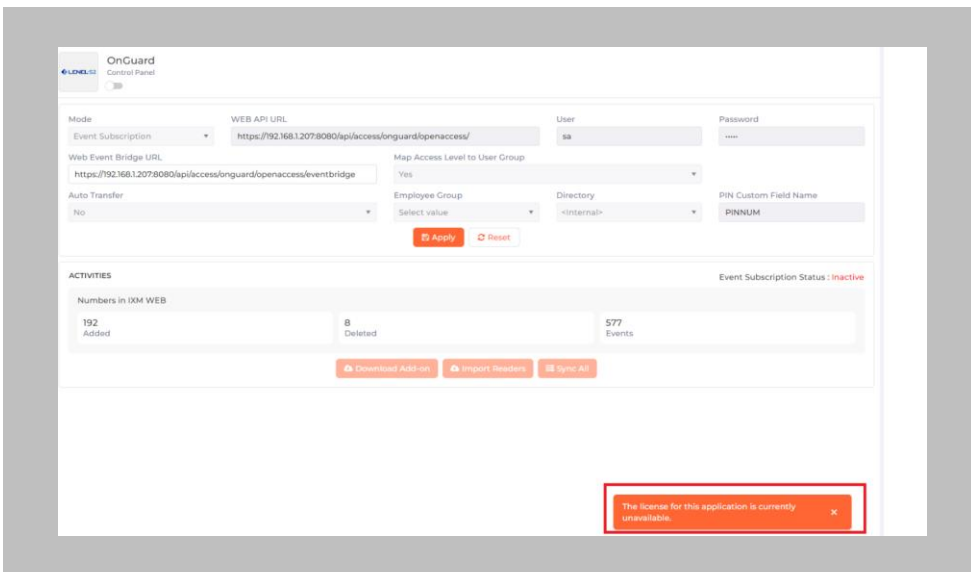 OnGuard
LENELS2
Control Panel
Mode
WEB API URL
User
Password
Event Subscription
https://192.168.1.207:8080/api/access/onguard/openaccess/
sa
•••••
Web Event Bridge URL
Map Access Level to User Group
https://192.168.1.207:8080/api/access/onguard/openaccess/eventbridge
Yes
Auto Transfer
Employee Group
Directory
PIN Custom Field Name
No
Select value
<Internal>
PINNUM
Apply
Reset
ACTIVITIES
Event Subscription Status : Inactive
Numbers in IXM WEB
192
8
577
Added
Deleted
Events
Download Add-on
Import Readers
Sync All
The license for this application is currently
unavailable.
×